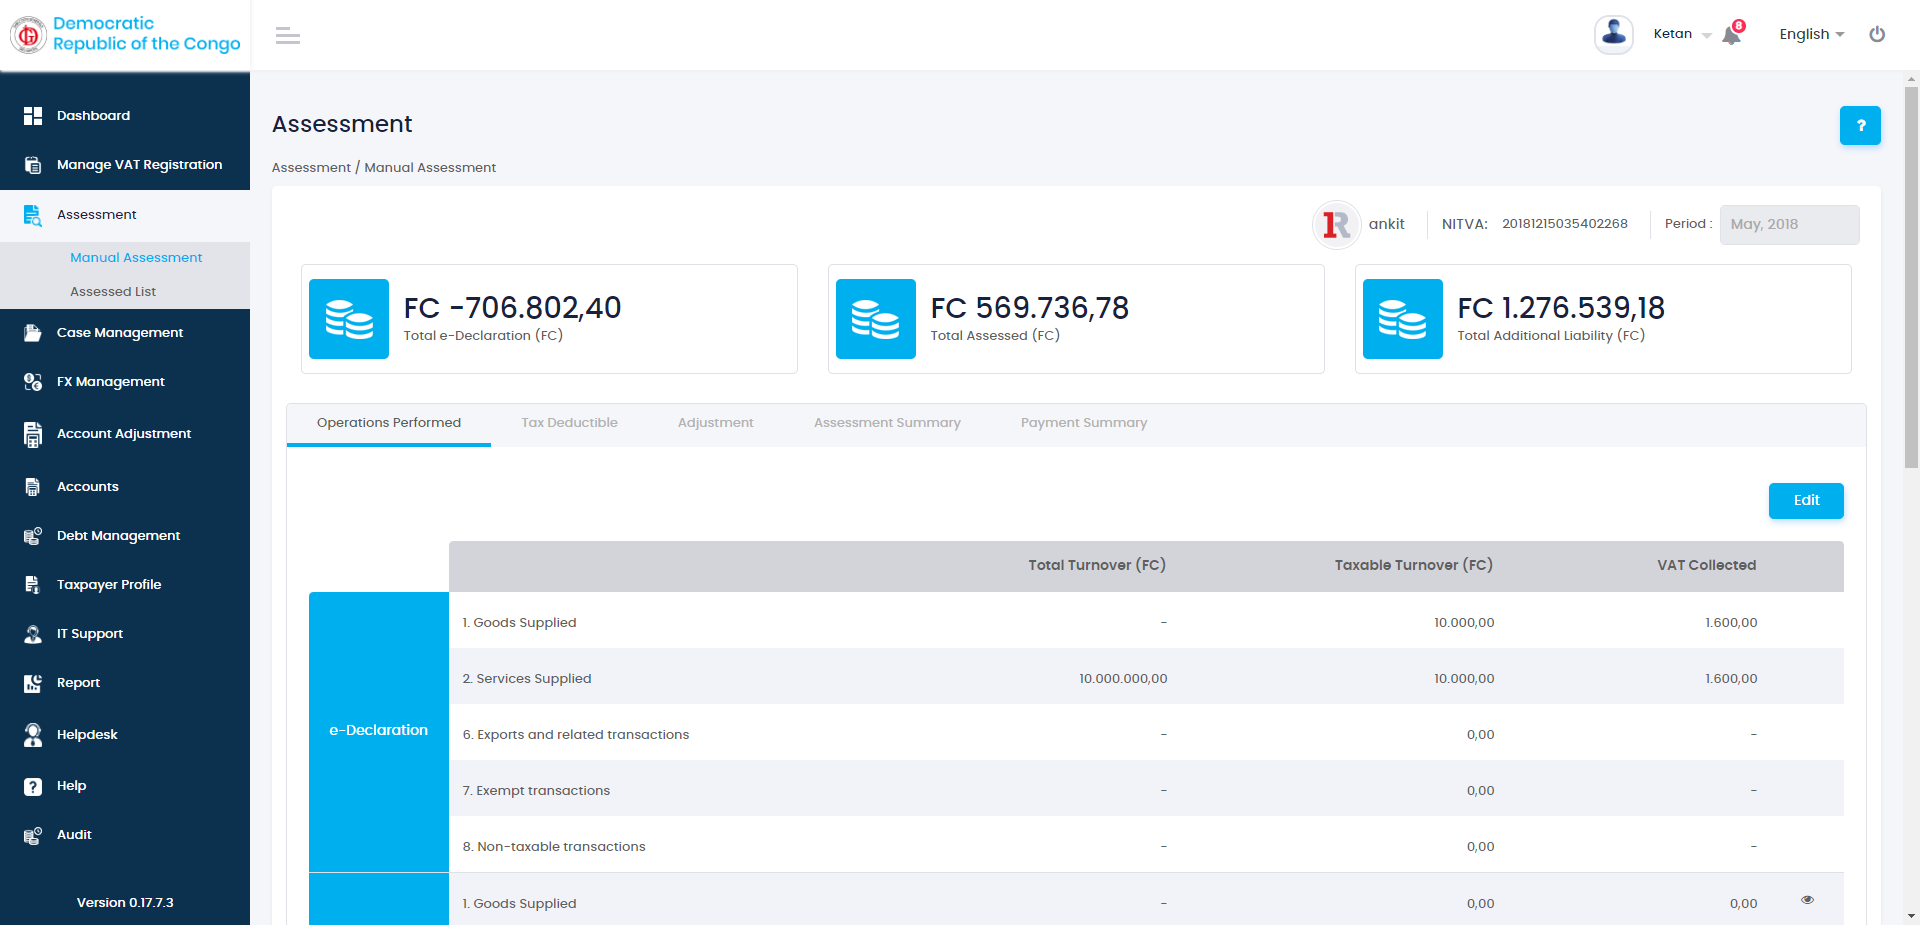 Democratic
Republic of the Congo
Ketan
8
English
Dashboard
Manage VAT Registration
Assessment
Manual Assessment
Assessed List
Case Management
FX Management
Account Adjustment
Accounts
Debt Management
Taxpayer Profile
IT Support
Report
Helpdesk
Help
Audit
Version 0.17.7.3
Assessment
?
Assessment / Manual Assessment
ankit
NITVA: 20181215035402268
Period : May, 2018
FC -706.802,40
Total e-Declaration (FC)
FC 569.736,78
Total Assessed (FC)
FC 1.276.539,18
Total Additional Liability (FC)
Operations Performed Tax Deductible Adjustment Assessment Summary Payment Summary
Edit
Total Turnover (FC) Taxable Turnover (FC) VAT Collected
e-Declaration
1. Goods Supplied - 10.000,00 1.600,00
2. Services Supplied 10.000.000,00 10.000,00 1.600,00
6. Exports and related transactions - 0,00 -
7. Exempt transactions - 0,00 -
8. Non-taxable transactions - 0,00 -
1. Goods Supplied - 0,00 0,00